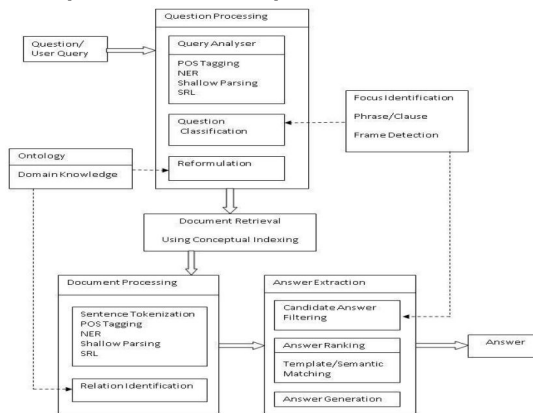 Question Processing
Question/
User Query
Query Analyser
POS Tagging
NER
Shallow Parsing
SRL
Question
Classification
Reformulation
Focus Identification
Phrase/Clause
Frame Detection
Ontology
Domain Knowledge
Document Retrieval
Using Conceptual Indexing
Document Processing
Sentence Tokenization
POS Tagging
NER
Shallow Parsing
SRL
Relation Identification
Answer Extraction
Candidate Answer
Filtering
Answer Ranking
Template/Semantic
Matching
Answer Generation
Answer